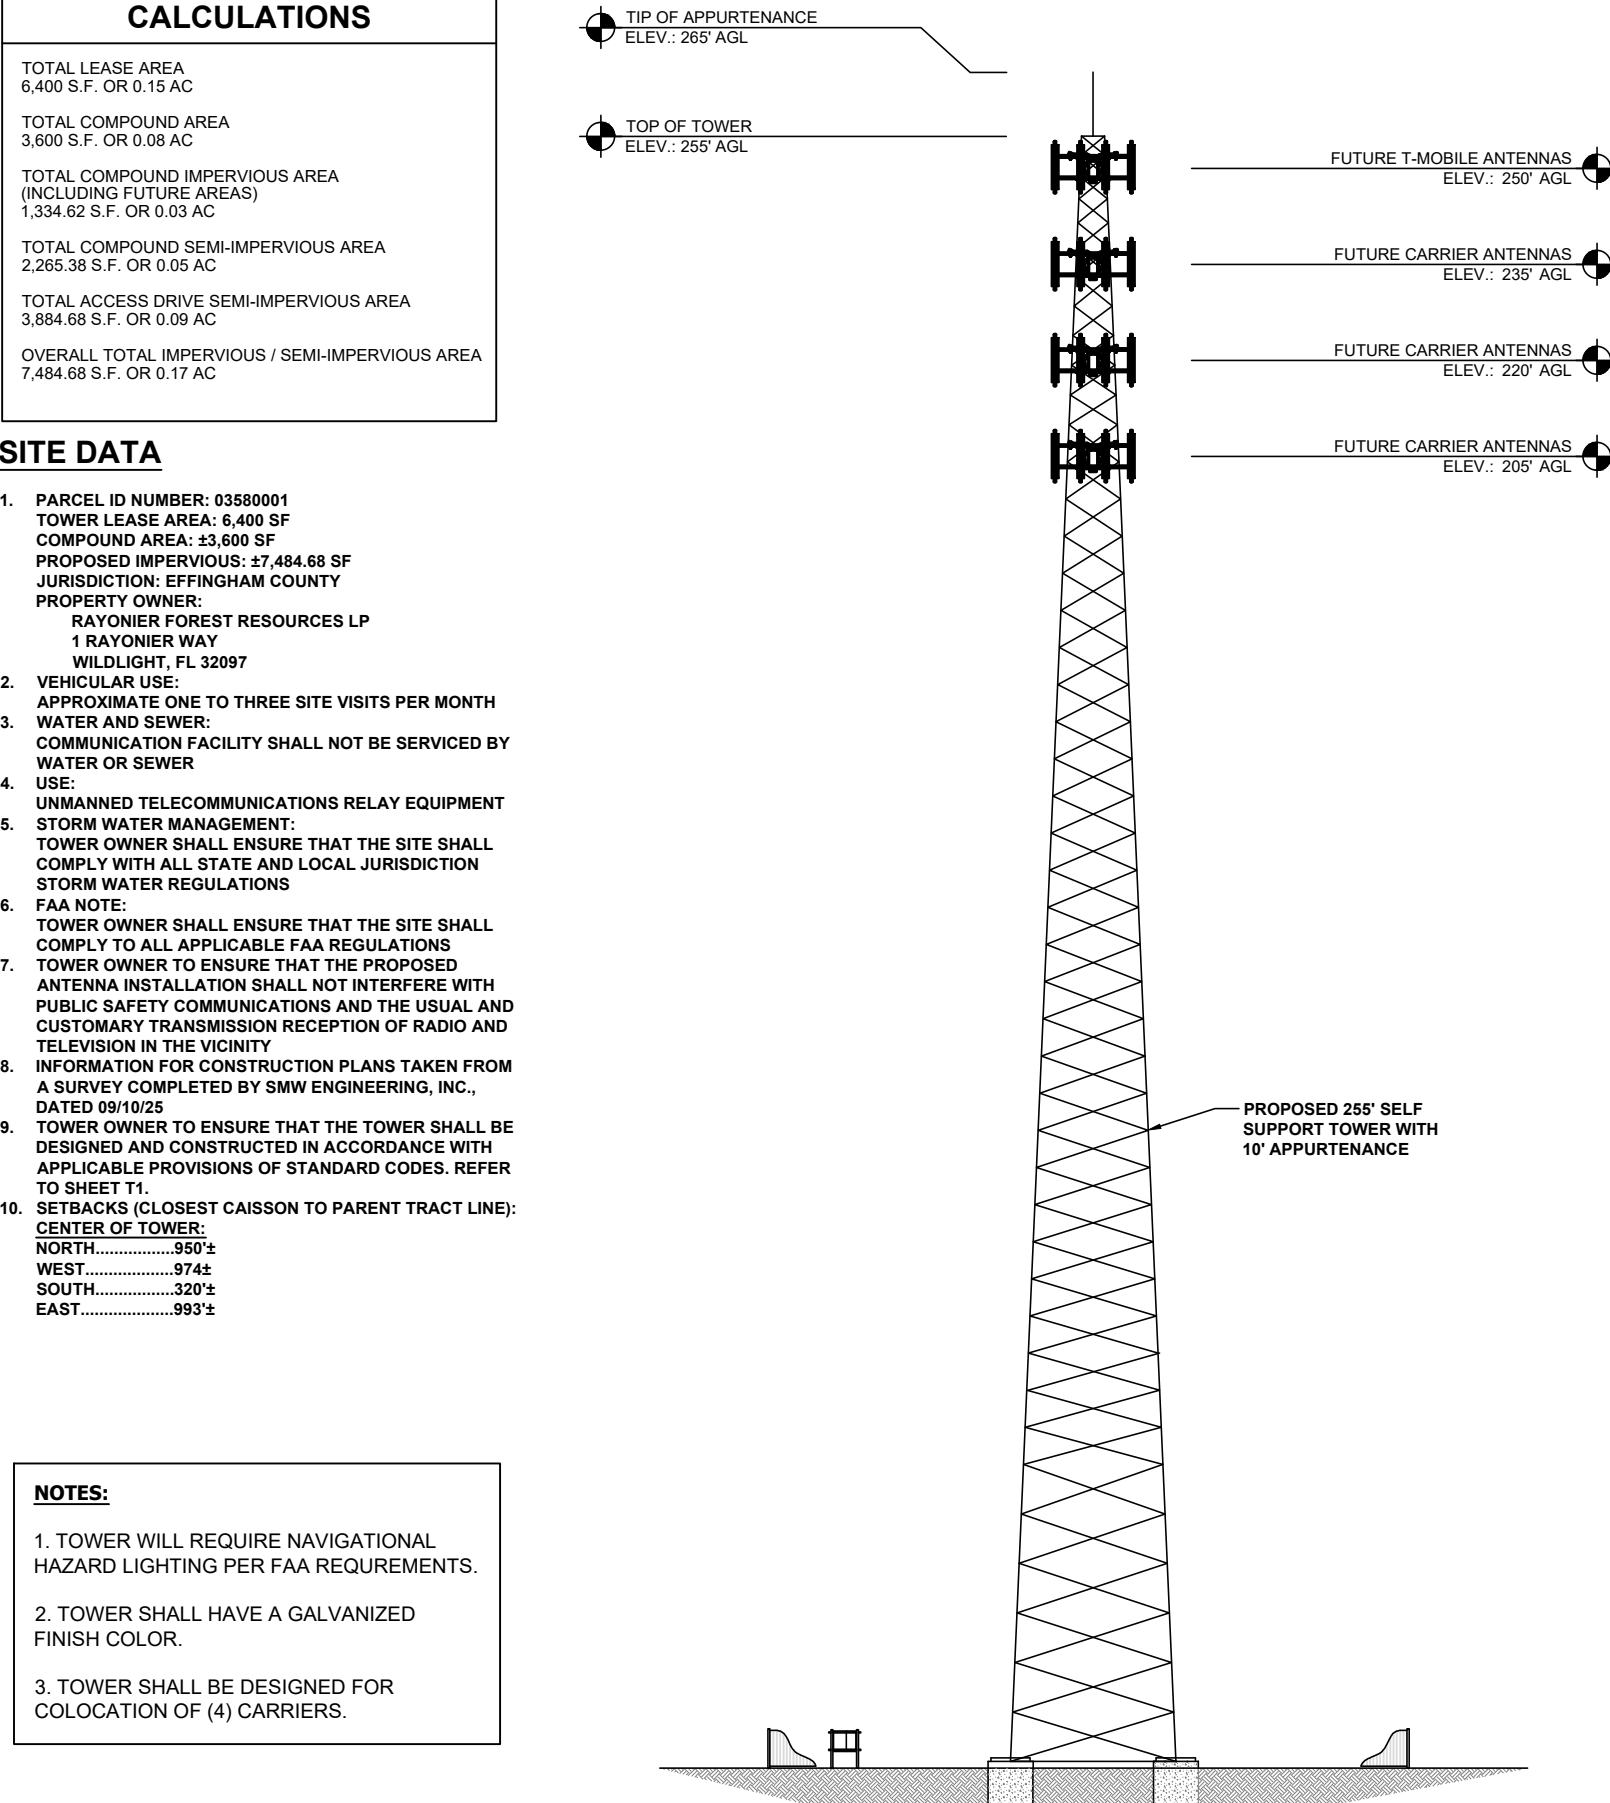 CALCULATIONS
TOTAL LEASE AREA
6,400 S.F. OR 0.15 AC
TOTAL COMPOUND AREA
3,600 S.F. OR 0.08 AC
TOTAL COMPOUND IMPERVIOUS AREA
(INCLUDING FUTURE AREAS)
1,334.62 S.F. OR 0.03 AC
TOTAL COMPOUND SEMI-IMPERVIOUS AREA
2,265.38 S.F. OR 0.05 AC
TOTAL ACCESS DRIVE SEMI-IMPERVIOUS AREA
3,884.68 S.F. OR 0.09 AC
OVERALL TOTAL IMPERVIOUS / SEMI-IMPERVIOUS AREA
7,484.68 S.F. OR 0.17 AC
SITE DATA
1. PARCEL ID NUMBER: 03580001
TOWER LEASE AREA: 6,400 SF
COMPOUND AREA: ±3,600 SF
PROPOSED IMPERVIOUS: ±7,484.68 SF
JURISDICTION: EFFINGHAM COUNTY
PROPERTY OWNER:
RAYONIER FOREST RESOURCES LP
1 RAYONIER WAY
WILDLIGHT, FL 32097
2. VEHICULAR USE:
APPROXIMATE ONE TO THREE SITE VISITS PER MONTH
3. WATER AND SEWER:
COMMUNICATION FACILITY SHALL NOT BE SERVICED BY
WATER OR SEWER
4. USE:
UNMANNED TELECOMMUNICATIONS RELAY EQUIPMENT
5. STORM WATER MANAGEMENT:
TOWER OWNER SHALL ENSURE THAT THE SITE SHALL
COMPLY WITH ALL STATE AND LOCAL JURISDICTION
STORM WATER REGULATIONS
6. FAA NOTE:
TOWER OWNER SHALL ENSURE THAT THE SITE SHALL
COMPLY TO ALL APPLICABLE FAA REGULATIONS
7. TOWER OWNER TO ENSURE THAT THE PROPOSED
ANTENNA INSTALLATION SHALL NOT INTERFERE WITH
PUBLIC SAFETY COMMUNICATIONS AND THE USUAL AND
CUSTOMARY TRANSMISSION RECEPTION OF RADIO AND
TELEVISION IN THE VICINITY
8. INFORMATION FOR CONSTRUCTION PLANS TAKEN FROM
A SURVEY COMPLETED BY SMW ENGINEERING, INC.,
DATED 09/10/25
9. TOWER OWNER TO ENSURE THAT THE TOWER SHALL BE
DESIGNED AND CONSTRUCTED IN ACCORDANCE WITH
APPLICABLE PROVISIONS OF STANDARD CODES. REFER
TO SHEET T1.
10. SETBACKS (CLOSEST CAISSON TO PARENT TRACT LINE):
CENTER OF TOWER:
NORTH.................950'±
WEST...................974±
SOUTH.................320'±
EAST....................993'±
NOTES:
1. TOWER WILL REQUIRE NAVIGATIONAL
HAZARD LIGHTING PER FAA REQUREMENTS.
2. TOWER SHALL HAVE A GALVANIZED
FINISH COLOR.
3. TOWER SHALL BE DESIGNED FOR
COLOCATION OF (4) CARRIERS.
TIP OF APPURTENANCE
ELEV.: 265' AGL
TOP OF TOWER
ELEV.: 255' AGL
FUTURE T-MOBILE ANTENNAS
ELEV.: 250' AGL
FUTURE CARRIER ANTENNAS
ELEV.: 235' AGL
FUTURE CARRIER ANTENNAS
ELEV.: 220' AGL
FUTURE CARRIER ANTENNAS
ELEV.: 205' AGL
PROPOSED 255' SELF
SUPPORT TOWER WITH
10' APPURTENANCE